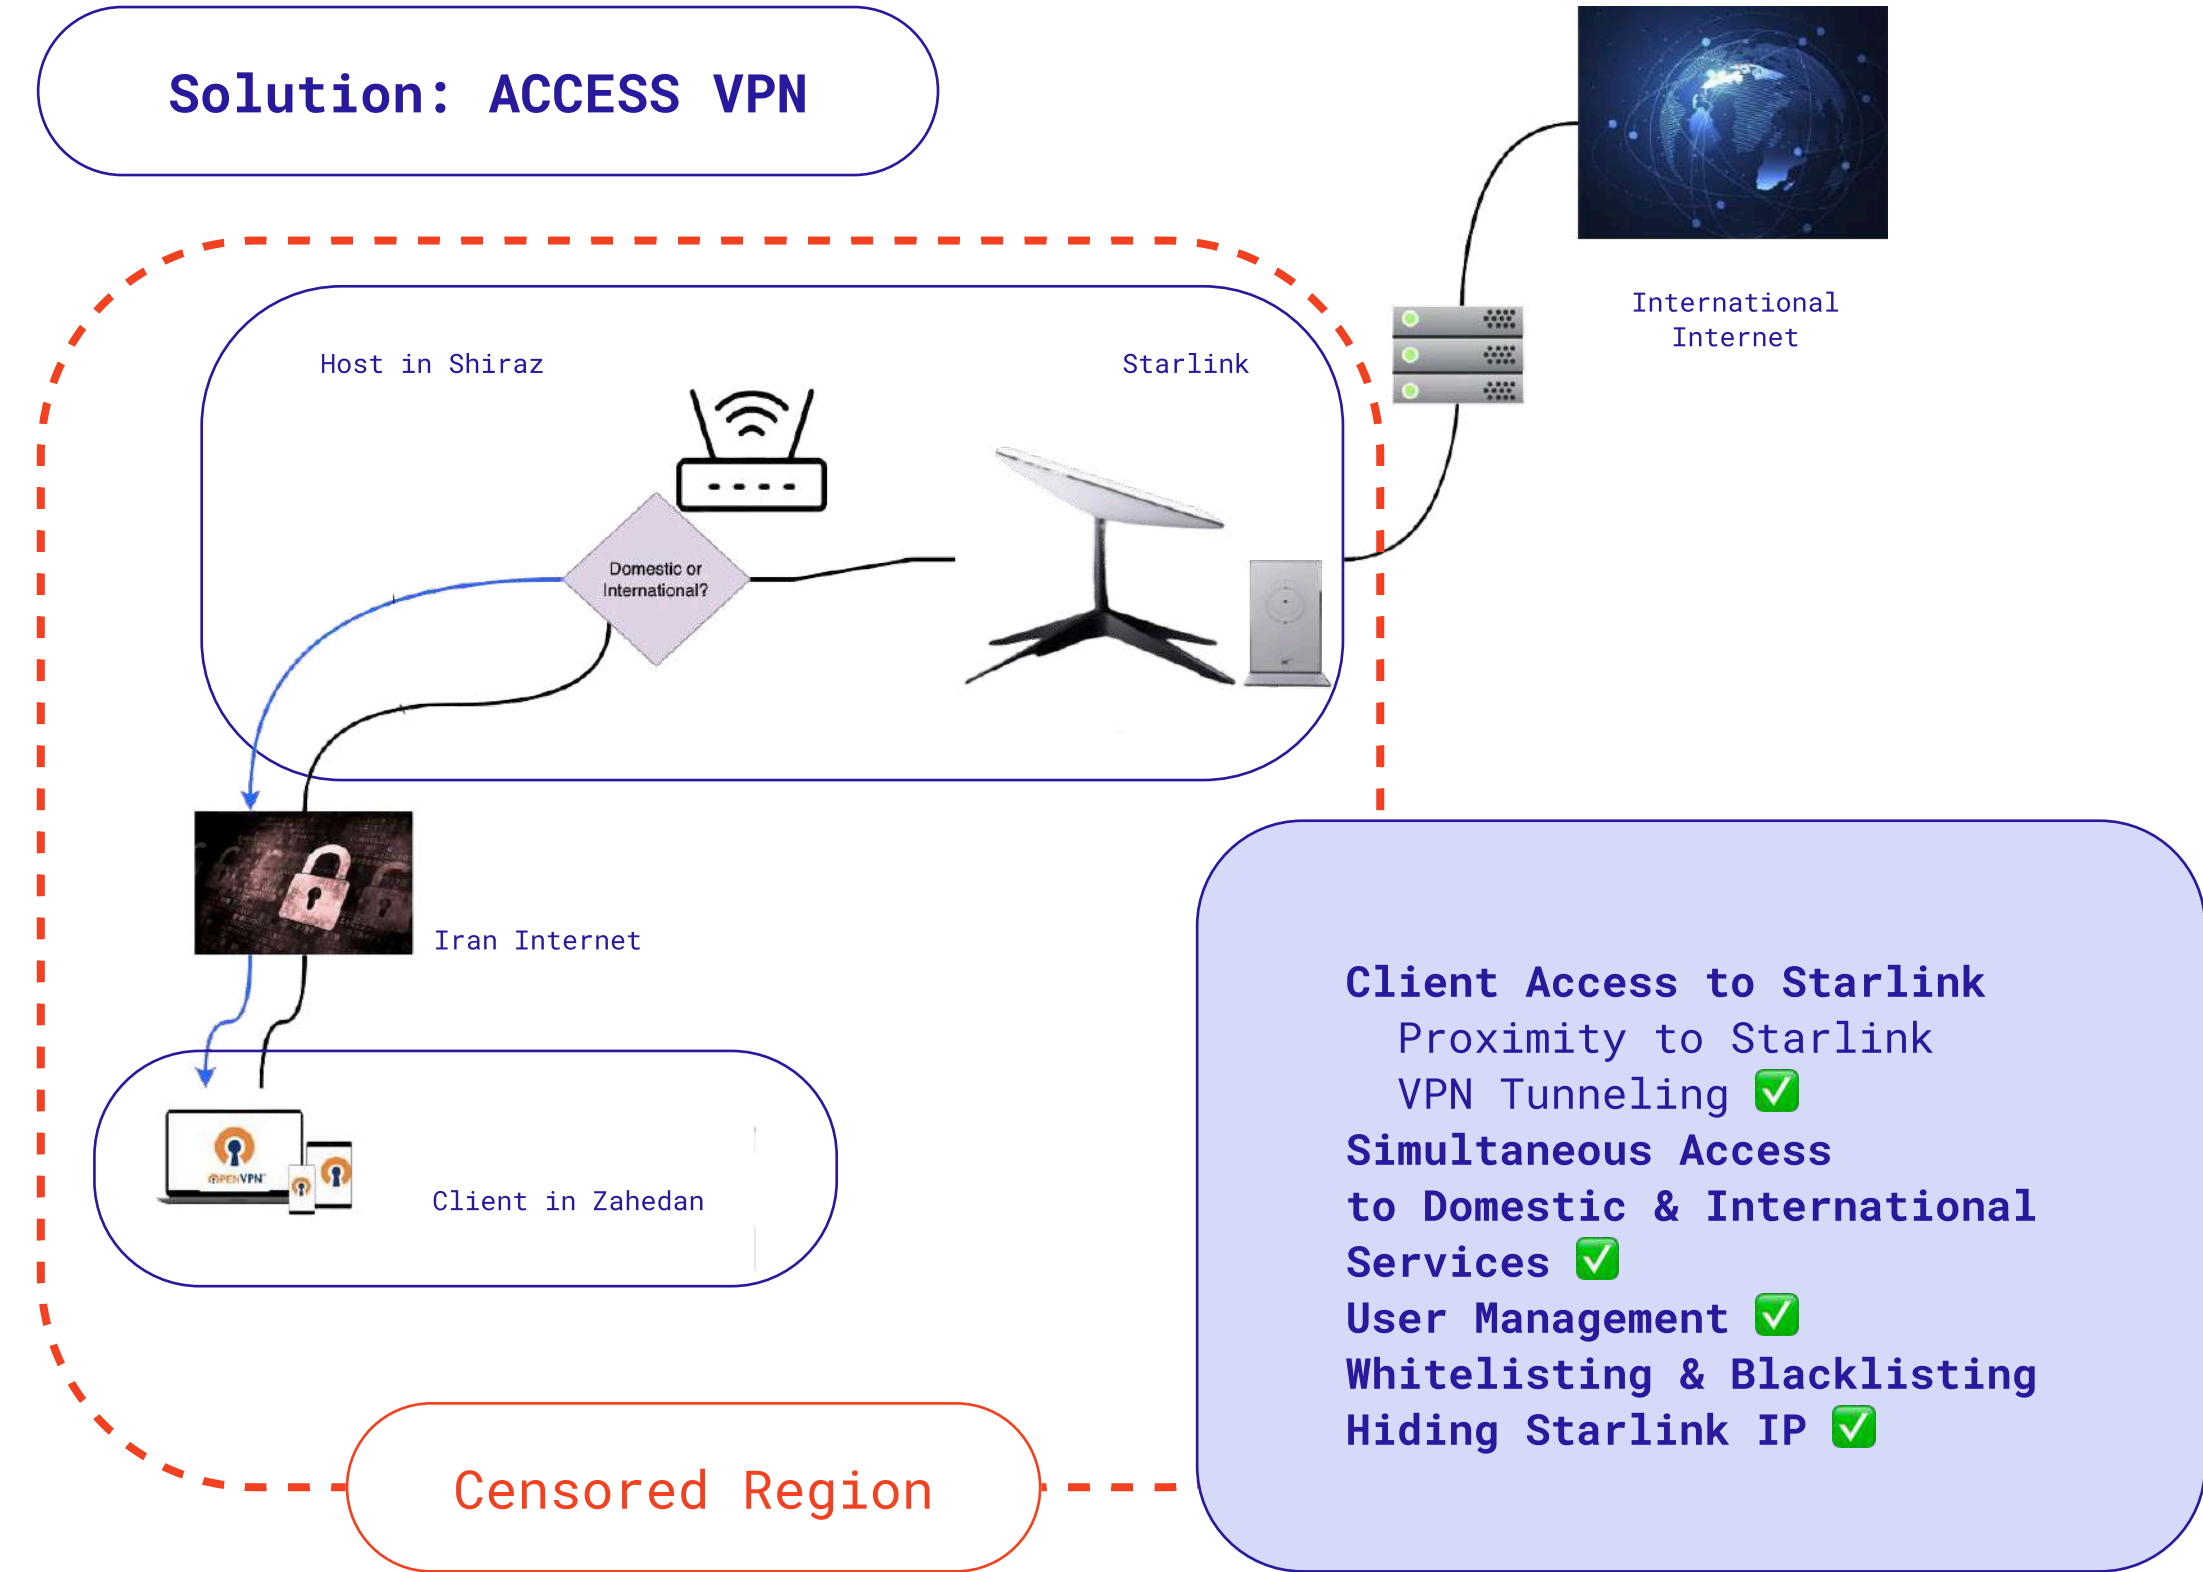 Solution: ACCESS VPN
International
Internet
Host in Shiraz
Starlink
Domestic or
International?
Iran Internet
OPENVPN
Client in Zahedan
Client Access to Starlink
Proximity to Starlink
VPN Tunneling ✅
Simultaneous Access
to Domestic & International
Services ✅
User Management ✅
Whitelisting & Blacklisting
Hiding Starlink IP ✅
Censored Region